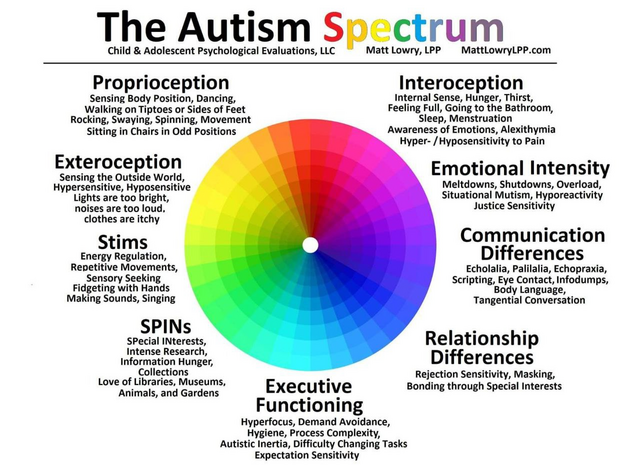 The Autism Spectrum
Child & Adolescent Psychological Evaluations, LLC Matt Lowry, LPP MattLowryLPP.com
Proprioception
Sensing Body Position, Dancing,
Walking on Tiptoes or Sides of Feet
Rocking, Swaying, Spinning, Movement
Sitting in Chairs in Odd Positions
Interoception
Internal Sense, Hunger, Thirst,
Feeling Full, Going to the Bathroom,
Sleep, Menstruation
Awareness of Emotions, Alexithymia
Hyper- /Hyposensitivity to Pain
Exteroception
Sensing the Outside World,
Hypersensitive, Hyposensitive
Lights are too bright,
noises are too loud.
clothes are itchy
Emotional Intensity
Meltdowns, Shutdowns, Overload,
Situational Mutism, Hyporeactivity
Justice Sensitivity
Stims
Energy Regulation,
Repetitive Movements,
Sensory Seeking
Fidgeting with Hands
Making Sounds, Singing
Communication
Differences
Echolalia, Palilalia, Echopraxia,
Scripting, Eye Contact, Infodumps,
Body Language,
Tangential Conversation
SPINs
SPecial INterests,
Intense Research,
Information Hunger,
Collections
Love of Libraries, Museums,
Animals, and Gardens
Relationship
Differences
Rejection Sensitivity, Masking,
Bonding through Special Interests
Executive
Functioning
Hyperfocus, Demand Avoidance,
Hygiene, Process Complexity,
Autistic Inertia, Difficulty Changing Tasks
Expectation Sensitivity